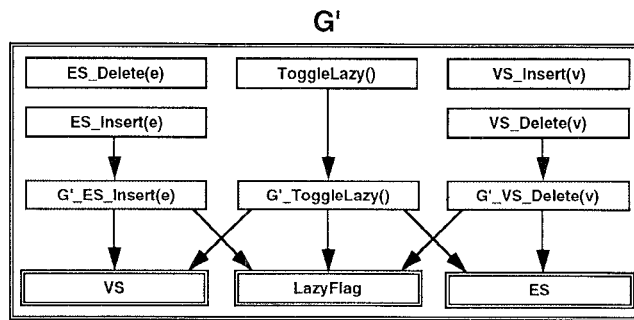 G'
ES_Delete(e)
ToggleLazy()
VS_Insert(v)
ES_Insert(e)
VS_Delete(v)
G'_ES_Insert(e)
G'_ToggleLazy()
G'_VS_Delete(v)
VS
LazyFlag
ES